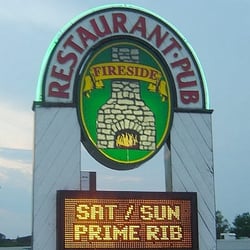 RESTAURANT·PUB
FIRESIDE
SAT / SUN
PRIME RIB